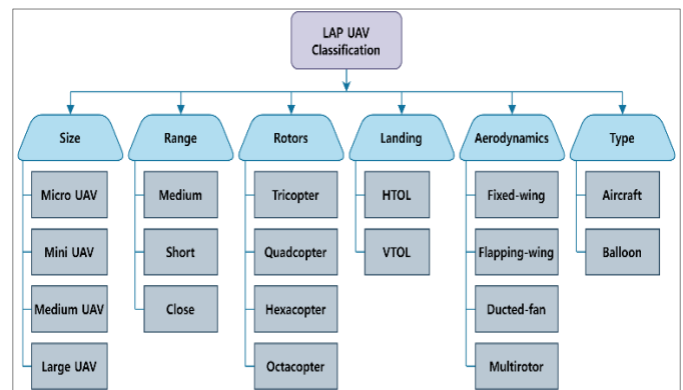 LAP UAV
Classification
Size
Range
Rotors
Landing
Aerodynamics
Type
Micro UAV
Medium
Tricopter
HTOL
Fixed-wing
Aircraft
Mini UAV
Short
Quadcopter
VTOL
Flapping-wing
Balloon
Medium UAV
Close
Hexacopter
Ducted-fan
Large UAV
Octacopter
Multirotor